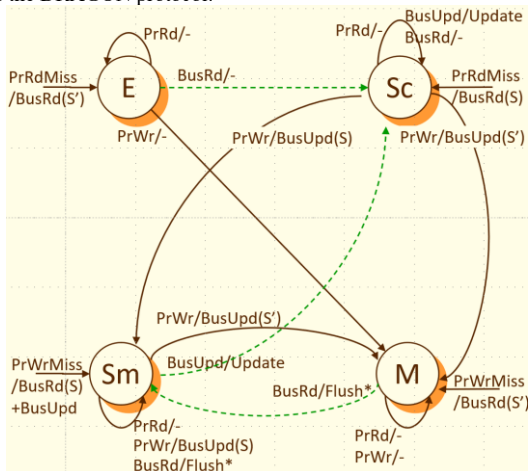 PrRd/-
PrRdMiss
/BusRd(S')
E
BusRd/-
PrWr/-
PrRd/-
BusUpd/Update
BusRd/-
Sc
PrRdMiss
/BusRd(S)
PrWr/BusUpd(S)
PrWr/BusUpd(S')
PrWr/BusUpd(S')
PrWrMiss
/BusRd(S)
+BusUpd
Sm
BusUpd/Update
BusRd/Flush*
M
PrWrMiss
/BusRd(S')
PrRd/-
PrWr/BusUpd(S)
BusRd/Flush*
PrRd/-
PrWr/-